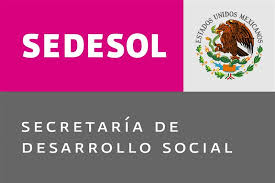 SEDESOL
ESTADOS UNIDOS MEXICANOS
SECRETARÍA DE
DESARROLLO SOCIAL